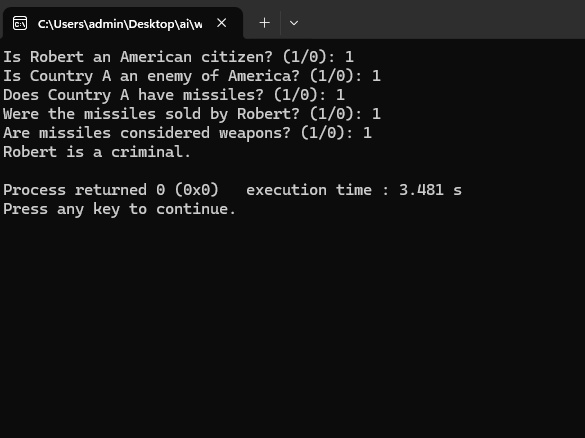 C:\Users\admin\Desktop\ai\w
Is Robert an American citizen? (1/0): 1
Is Country A an enemy of America? (1/0): 1
Does Country A have missiles? (1/0): 1
Were the missiles sold by Robert? (1/0): 1
Are missiles considered weapons? (1/0): 1
Robert is a criminal.
Process returned 0 (0x0)   execution time : 3.481 s
Press any key to continue.